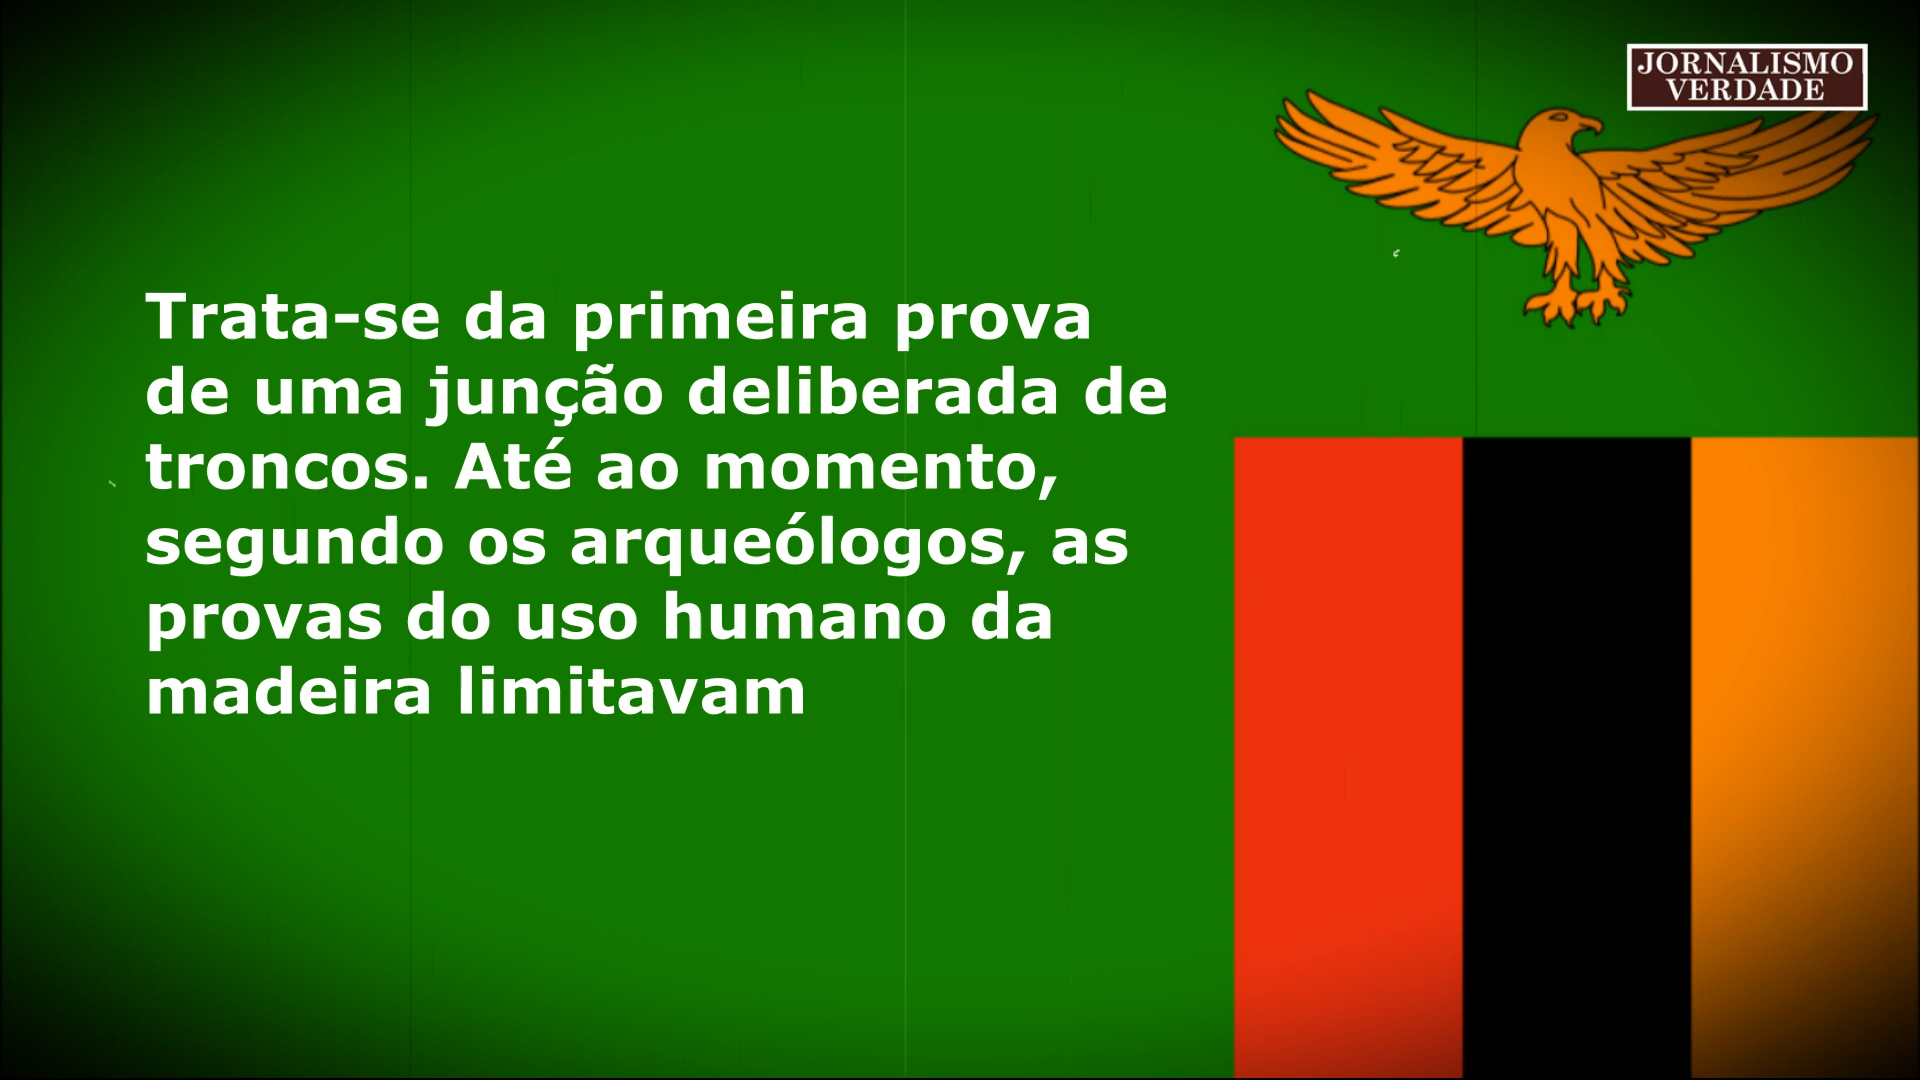 JORNALISMO
VERDADE
Trata-se da primeira prova
de uma junção deliberada de
troncos. Até ao momento,
segundo os arqueólogos, as
provas do uso humano da
madeira limitavam